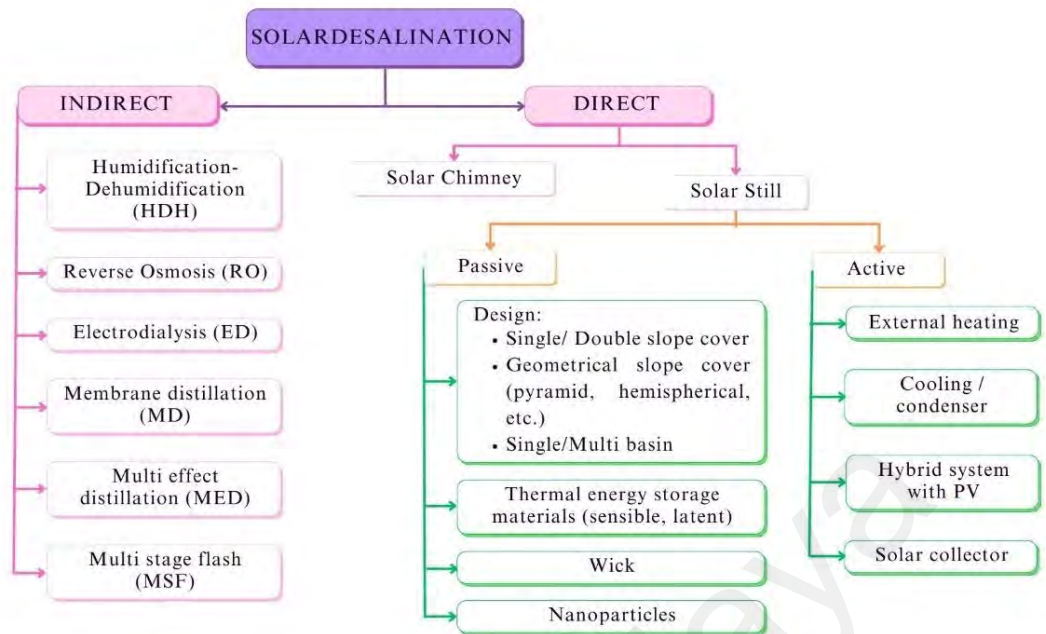 SOLARDESALINATION
INDIRECT
Humidification-
Dehumidification
(HDH)
Reverse Osmosis (RO)
Electrodialysis (ED)
Membrane distillation
(MD)
Multi effect
distillation (MED)
Multi stage flash
(MSF)
DIRECT
Solar Chimney
Solar Still
Passive
Design:
• Single/ Double slope cover
• Geometrical slope cover
(pyramid, hemispherical,
etc.)
• Single/Multi basin
Thermal energy storage
materials (sensible, latent)
Wick
Nanoparticles
Active
External heating
Cooling /
condenser
Hybrid system
with PV
Solar collector